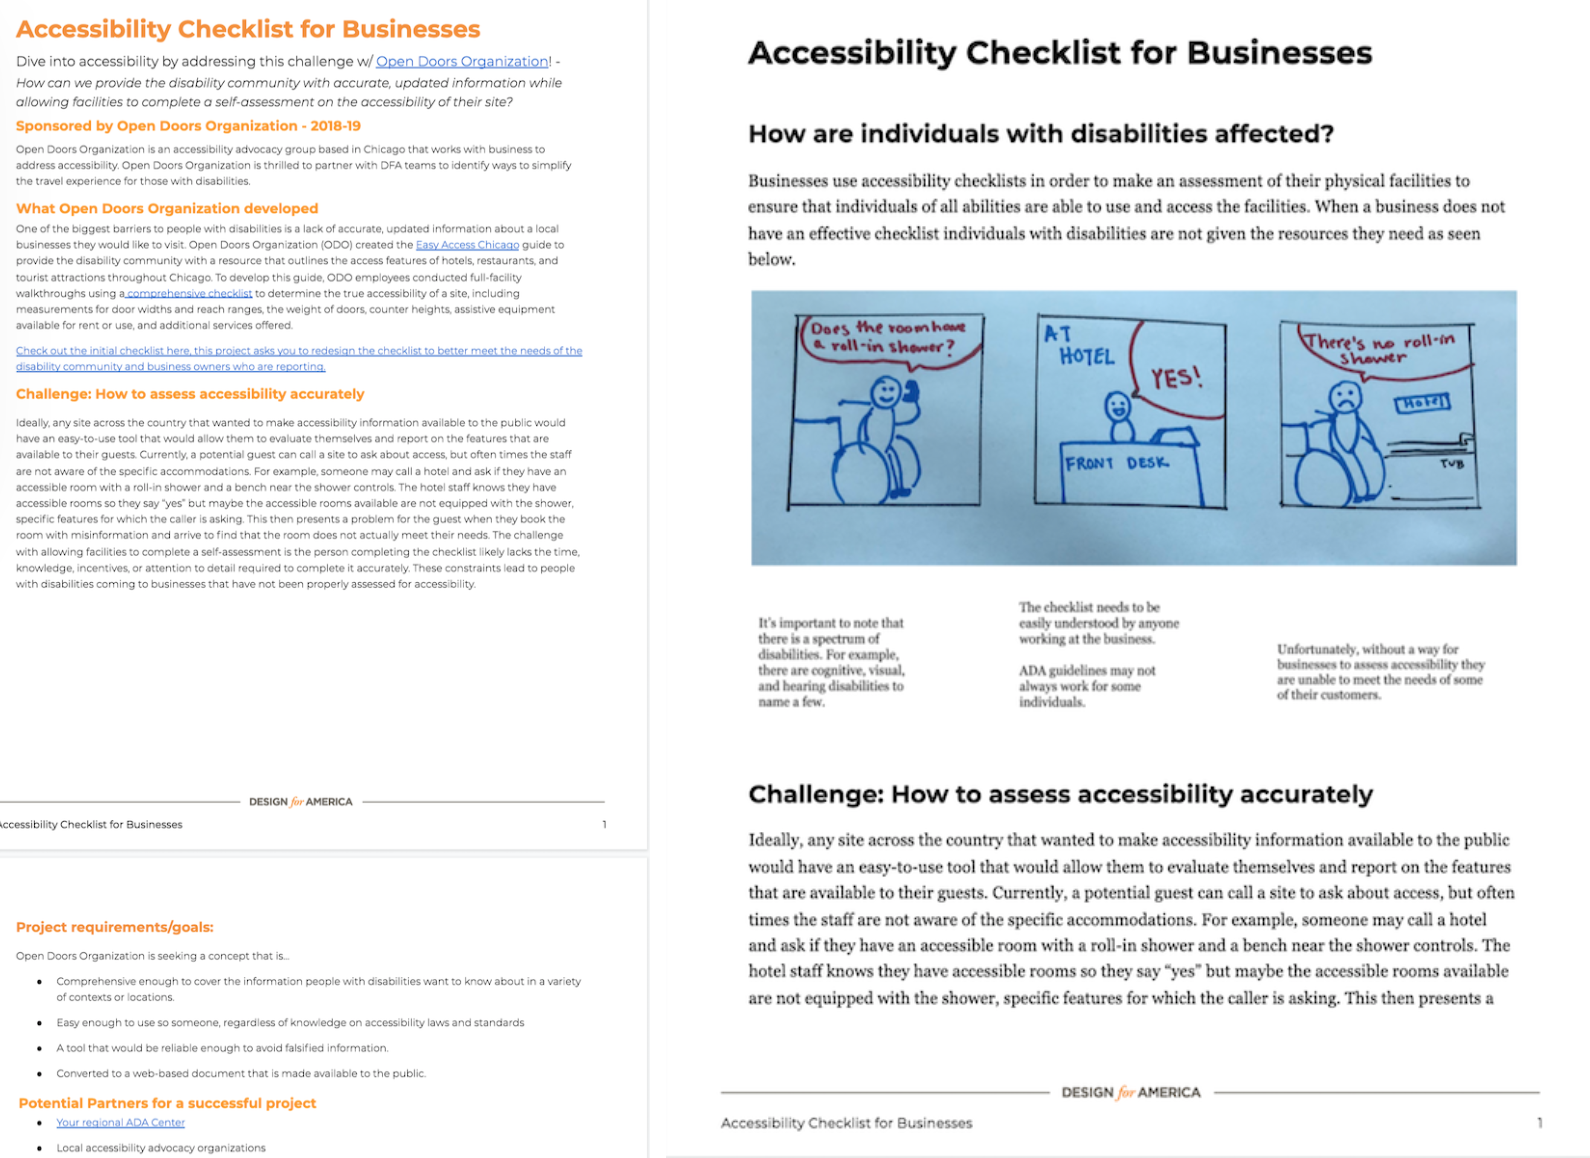 Accessibility Checklist for Businesses
Dive into accessibility by addressing this challenge w/ Open Doors Organization! -
How can we provide the disability community with accurate, updated information while
allowing facilities to complete a self-assessment on the accessibility of their site?
Sponsored by Open Doors Organization - 2018-19
Open Doors Organization is an accessibility advocacy group based in Chicago that works with business to
address accessibility. Open Doors Organization is thrilled to partner with DFA teams to identify ways to simplify
the travel experience for those with disabilities.
What Open Doors Organization developed
One of the biggest barriers to people with disabilities is a lack of accurate, updated information about a local
businesses they would like to visit. Open Doors Organization (ODO) created the Easy Access Chicago guide to
provide the disability community with a resource that outlines the access features of hotels, restaurants, and
tourist attractions throughout Chicago. To develop this guide, ODO employees conducted full-facility
walkthroughs using a comprehensive checklist to determine the true accessibility of a site, including
measurements for door widths and reach ranges, the weight of doors, counter heights, assistive equipment
available for rent or use, and additional services offered.
Check out the initial checklist here, this project asks you to redesign the checklist to better meet the needs of the
disability community and business owners who are reporting.
Challenge: How to assess accessibility accurately
Ideally, any site across the country that wanted to make accessibility information available to the public would
have an easy-to-use tool that would allow them to evaluate themselves and report on the features that are
available to their guests. Currently, a potential guest can call a site to ask about access, but often times the staff
are not aware of the specific accommodations. For example, someone may call a hotel and ask if they have an
accessible room with a roll-in shower and a bench near the shower controls. The hotel staff knows they have
accessible rooms so they say “yes” but maybe the accessible rooms available are not equipped with the shower,
specific features for which the caller is asking. This then presents a problem for the guest when they book the
room with misinformation and arrive to find that the room does not actually meet their needs. The challenge
with allowing facilities to complete a self-assessment is the person completing the checklist likely lacks the time,
knowledge, incentives, or attention to detail required to complete it accurately. These constraints lead to people
with disabilities coming to businesses that have not been properly assessed for accessibility.
DESIGN for AMERICA
Accessibility Checklist for Businesses
1
Project requirements/goals:
Open Doors Organization is seeking a concept that is...
• Comprehensive enough to cover the information people with disabilities want to know about in a variety
of contexts or locations.
• Easy enough to use so someone, regardless of knowledge on accessibility laws and standards
• A tool that would be reliable enough to avoid falsified information.
• Converted to a web-based document that is made available to the public.
Potential Partners for a successful project
• Your regional ADA Center
• Local accessibility advocacy organizations
Accessibility Checklist for Businesses
How are individuals with disabilities affected?
Businesses use accessibility checklists in order to make an assessment of their physical facilities to
ensure that individuals of all abilities are able to use and access the facilities. When a business does not
have an effective checklist individuals with disabilities are not given the resources they need as seen
below.
Does the room have
a roll-in shower?
AT
HOTEL
YES!
FRONT DESK
There's no roll-in
shower
Hotel
TUB
It's important to note that
there is a spectrum of
disabilities. For example,
there are cognitive, visual,
and hearing disabilities to
name a few.
The checklist needs to be
easily understood by anyone
working at the business.
ADA guidelines may not
always work for some
individuals.
Unfortunately, without a way for
businesses to assess accessibility they
are unable to meet the needs of some
of their customers.
Challenge: How to assess accessibility accurately
Ideally, any site across the country that wanted to make accessibility information available to the public
would have an easy-to-use tool that would allow them to evaluate themselves and report on the features
that are available to their guests. Currently, a potential guest can call a site to ask about access, but often
times the staff are not aware of the specific accommodations. For example, someone may call a hotel
and ask if they have an accessible room with a roll-in shower and a bench near the shower controls. The
hotel staff knows they have accessible rooms so they say “yes” but maybe the accessible rooms available
are not equipped with the shower, specific features for which the caller is asking. This then presents a
DESIGN for AMERICA
Accessibility Checklist for Businesses
1